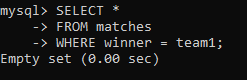 mysql> SELECT *
    -> FROM matches
    -> WHERE winner = team1;
Empty set (0.00 sec)